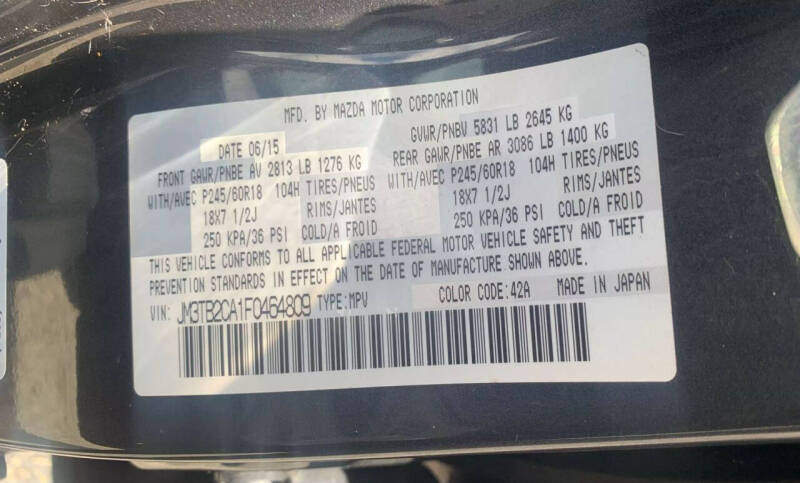 MFD. BY MAZDA MOTOR CORPORATION
DATE 06/15 GVWR/PNBV 5831 LB 2645 KG
FRONT GAWR/PNBE AV 2813 LB 1276 KG REAR GAWR/PNBE AR 3086 LB 1400 KG
WITH/AVEC P245/60R18 104H TIRES/PNEUS WITH/AVEC P245/60R18 104H TIRES/PNEUS
18X7 1/2J RIMS/JANTES 18X7 1/2J RIMS/JANTES
250 KPA/36 PSI COLD/A FROID 250 KPA/36 PSI COLD/A FROID
THIS VEHICLE CONFORMS TO ALL APPLICABLE FEDERAL MOTOR VEHICLE SAFETY AND THEFT
PREVENTION STANDARDS IN EFFECT ON THE DATE OF MANUFACTURE SHOWN ABOVE.
VIN: JM3TB2CA1F0464809 TYPE:MPV COLOR CODE:42A MADE IN JAPAN